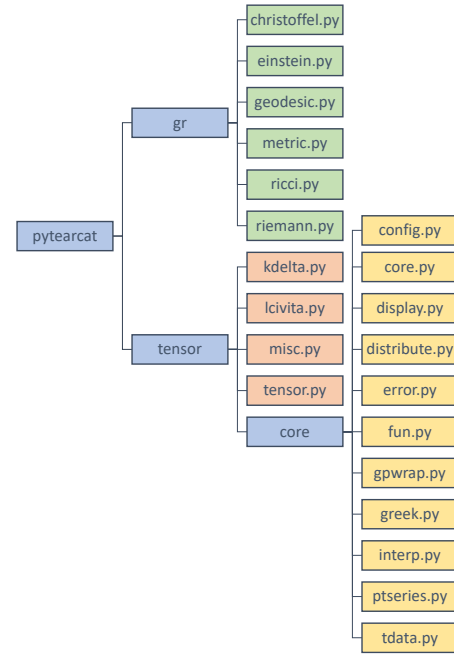 pytearcat
gr
christoffel.py
einstein.py
geodesic.py
metric.py
ricci.py
riemann.py
tensor
kdelta.py
lcivita.py
misc.py
tensor.py
core
config.py
core.py
display.py
distribute.py
error.py
fun.py
gpwrap.py
greek.py
interp.py
ptseries.py
tdata.py